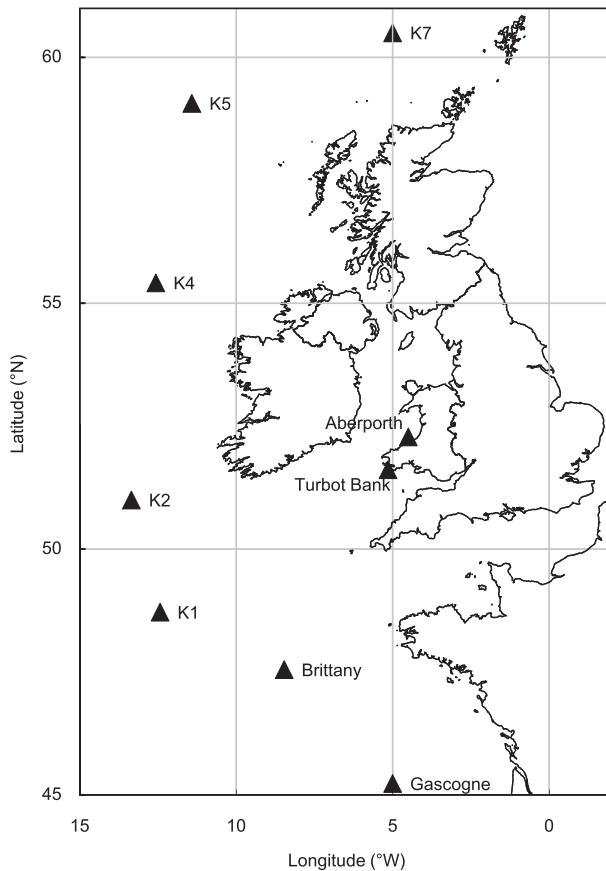 K7
60
K5
K4
55
Latitude (°N)
Aberporth
Turbot Bank
K2
50
K1
Brittany
Gascogne
45
15 10 5 0
Longitude (°W)